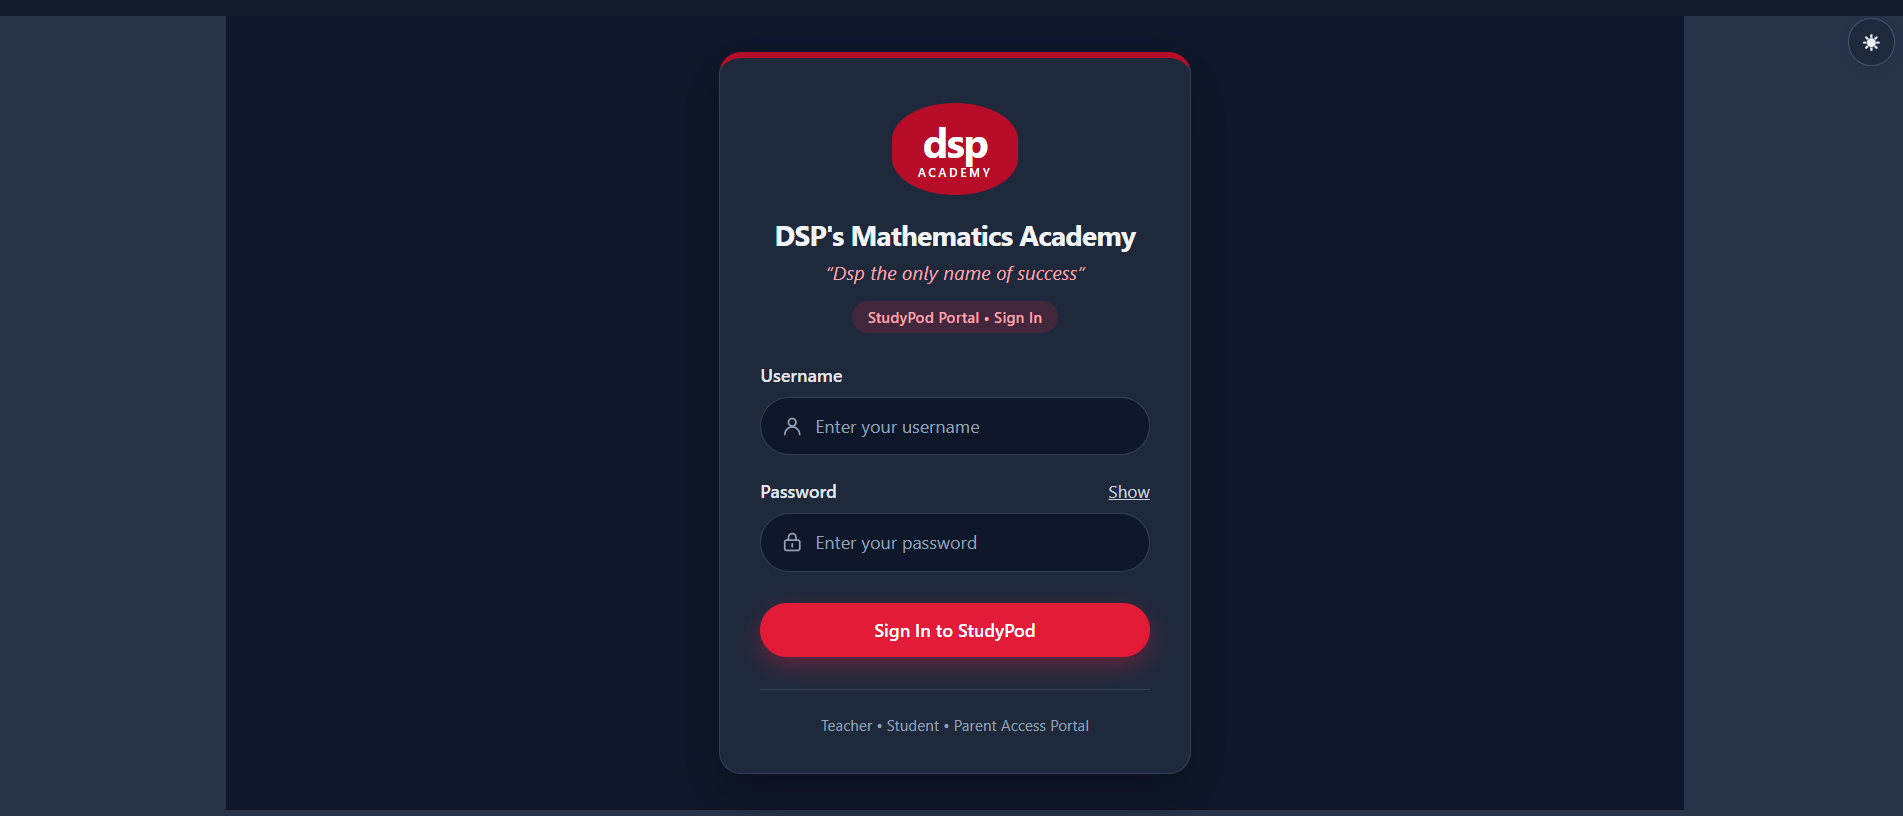 dsp
ACADEMY
DSP's Mathematics Academy
“Dsp the only name of success”
StudyPod Portal • Sign In
Username
Enter your username
Password Show
Enter your password
Sign In to StudyPod
Teacher • Student • Parent Access Portal